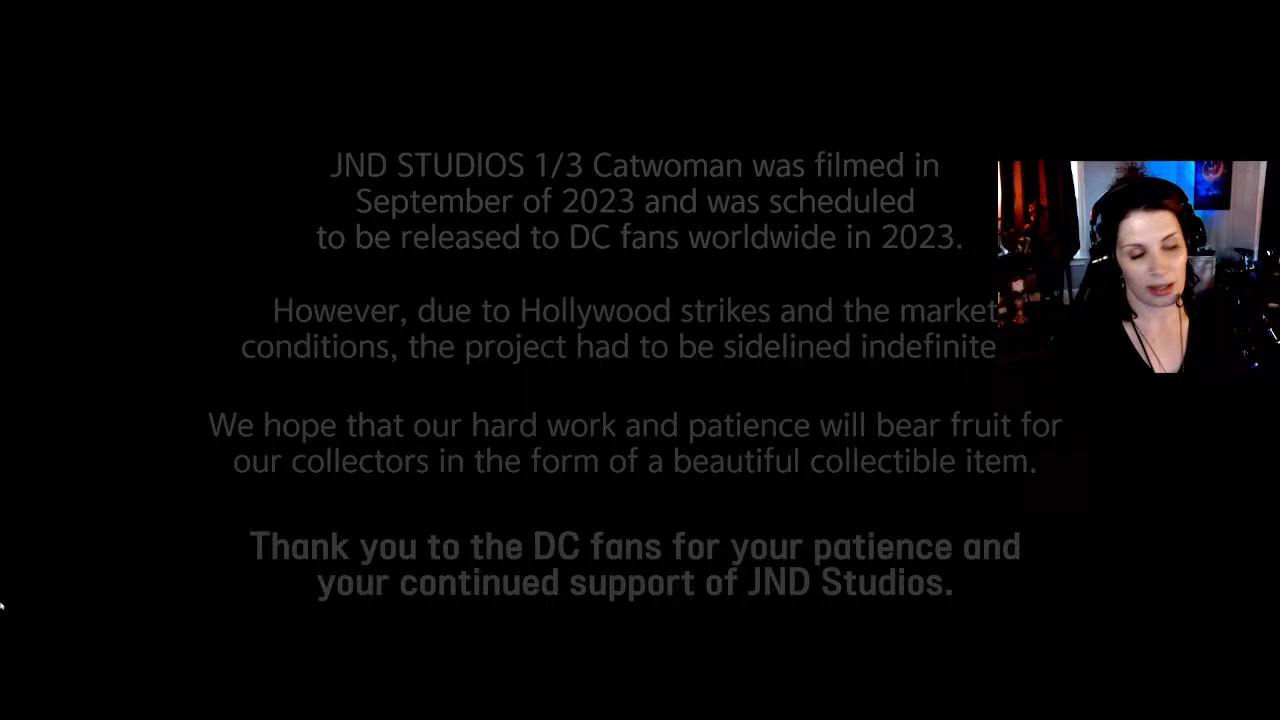 JND STUDIOS 1/3 Catwoman was filmed in
September of 2023 and was scheduled
to be released to DC fans worldwide in 2023.
However, due to Hollywood strikes and the market
conditions, the project had to be sidelined indefinite
We hope that our hard work and patience will bear fruit for
our collectors in the form of a beautiful collectible item.
Thank you to the DC fans for your patience and
your continued support of JND Studios.